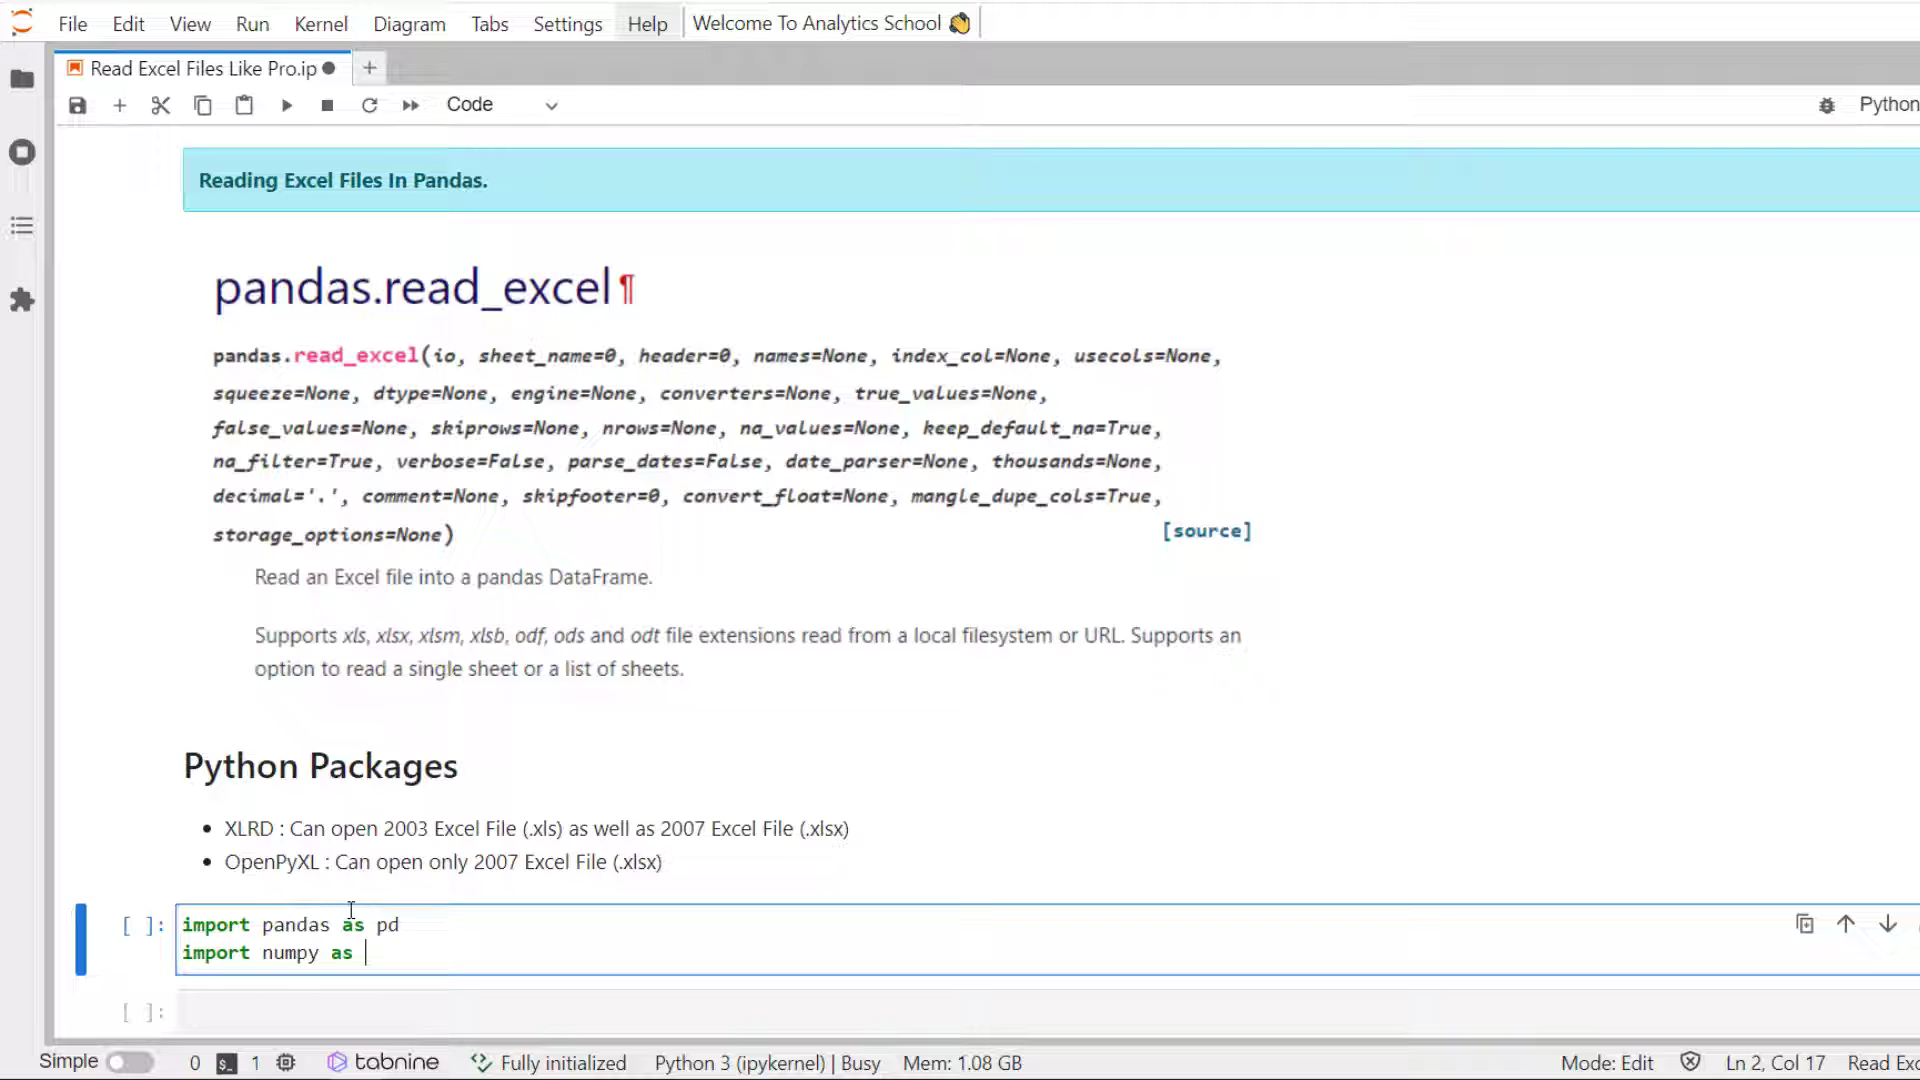 File Edit View Run Kernel Diagram Tabs Settings Help Welcome To Analytics School 👏
Read Excel Files Like Pro.ip
Code Python
Reading Excel Files In Pandas.
pandas.read_excel¶
pandas.read_excel(io, sheet_name=0, header=0, names=None, index_col=None, usecols=None,
squeeze=None, dtype=None, engine=None, converters=None, true_values=None,
false_values=None, skiprows=None, nrows=None, na_values=None, keep_default_na=True,
na_filter=True, verbose=False, parse_dates=False, date_parser=None, thousands=None,
decimal='.', comment=None, skipfooter=0, convert_float=None, mangle_dupe_cols=True,
storage_options=None) [source]
Read an Excel file into a pandas DataFrame.
Supports xls, xlsx, xlsm, xlsb, odf, ods and odt file extensions read from a local filesystem or URL. Supports an
option to read a single sheet or a list of sheets.
Python Packages
• XLRD : Can open 2003 Excel File (.xls) as well as 2007 Excel File (.xlsx)
• OpenPyXL : Can open only 2007 Excel File (.xlsx)
[ ]: import pandas as pd
import numpy as
[ ]:
Simple 0 $_ 1 tabnine Fully initialized Python 3 (ipykernel) | Busy Mem: 1.08 GB Mode: Edit Ln 2, Col 17 Read Exc